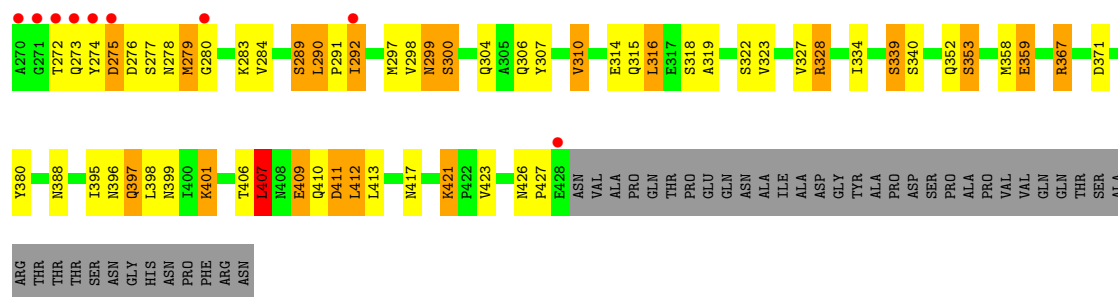 A270 G271 T272 Q273 Y274 D275 D276 S277 N278 M279 G280 K283 V284 S289 L290 P291 I292 M297 V298 N299 S300 Q304 A305 Q306 Y307 V310 E314 Q315 L316 E317 S318 A319 S322 V323 V327 R328 I334 S339 S340 Q352 S353 M358 E359 R367 D371
Y380 N388 I395 N396 Q397 L398 N399 I400 K401 T406 L407 N408 E409 Q410 D411 L412 L413 N417 K421 P422 V423 N426 P427 E428 ASN VAL ALA PRO GLN THR PRO GLU GLN ASN ALA ILE ALA ASP GLY TYR ALA PRO ASP SER PRO ALA PRO VAL VAL GLN GLN THR SER ALA
ARG THR THR THR SER ASN GLY HIS ASN PRO PHE ARG ASN